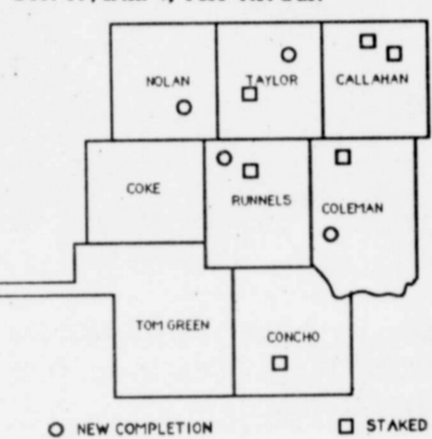 NOLAN
TAYLOR
CALLAHAN
COKE
RUNNELS
COLEMAN
TOM GREEN
CONCHO
NEW COMPLETION
STAKED